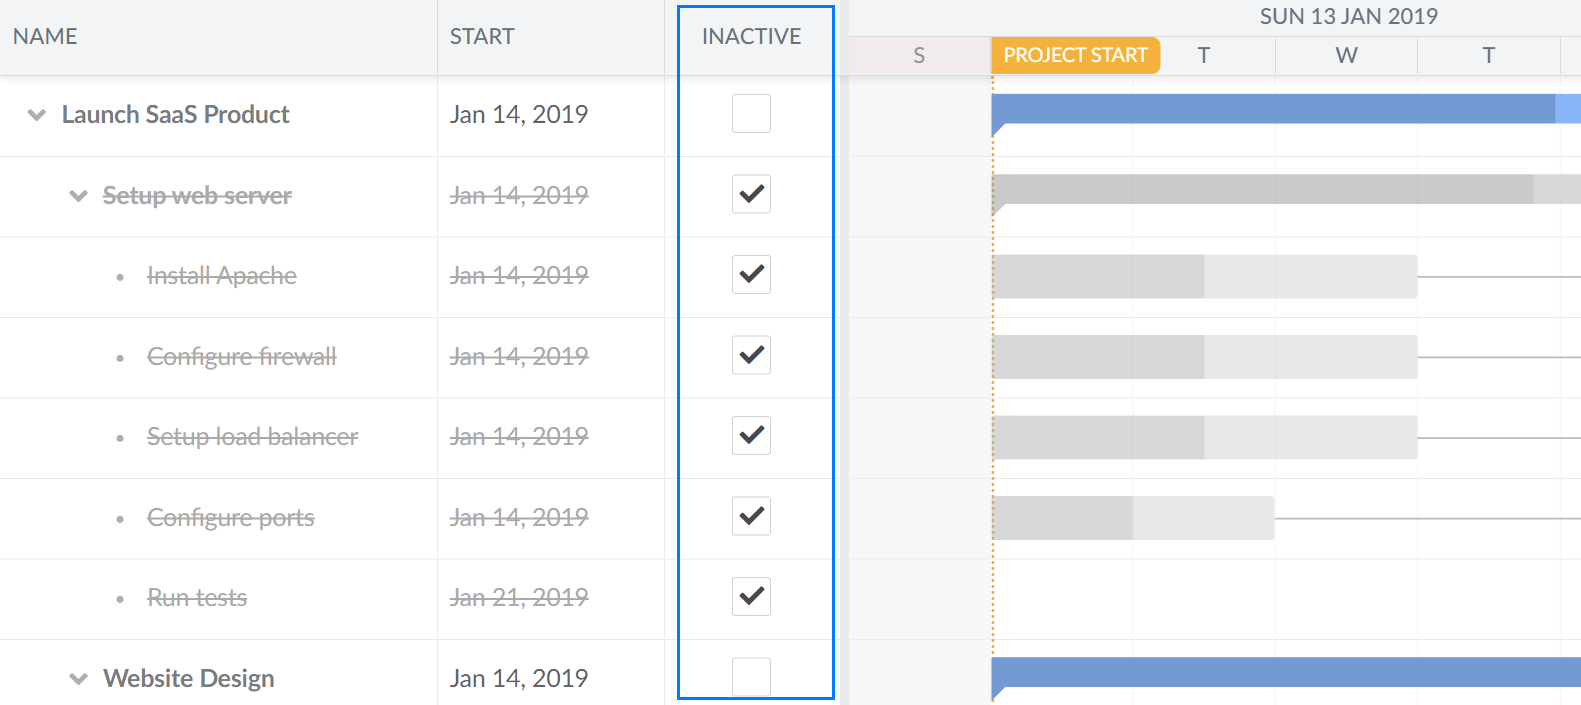 NAME START INACTIVE SUN 13 JAN 2019
S PROJECT START T W T
Launch SaaS Product Jan 14, 2019
Setup web server Jan 14, 2019
Install Apache Jan 14, 2019
Configure firewall Jan 14, 2019
Setup load balancer Jan 14, 2019
Configure ports Jan 14, 2019
Run tests Jan 21, 2019
Website Design Jan 14, 2019